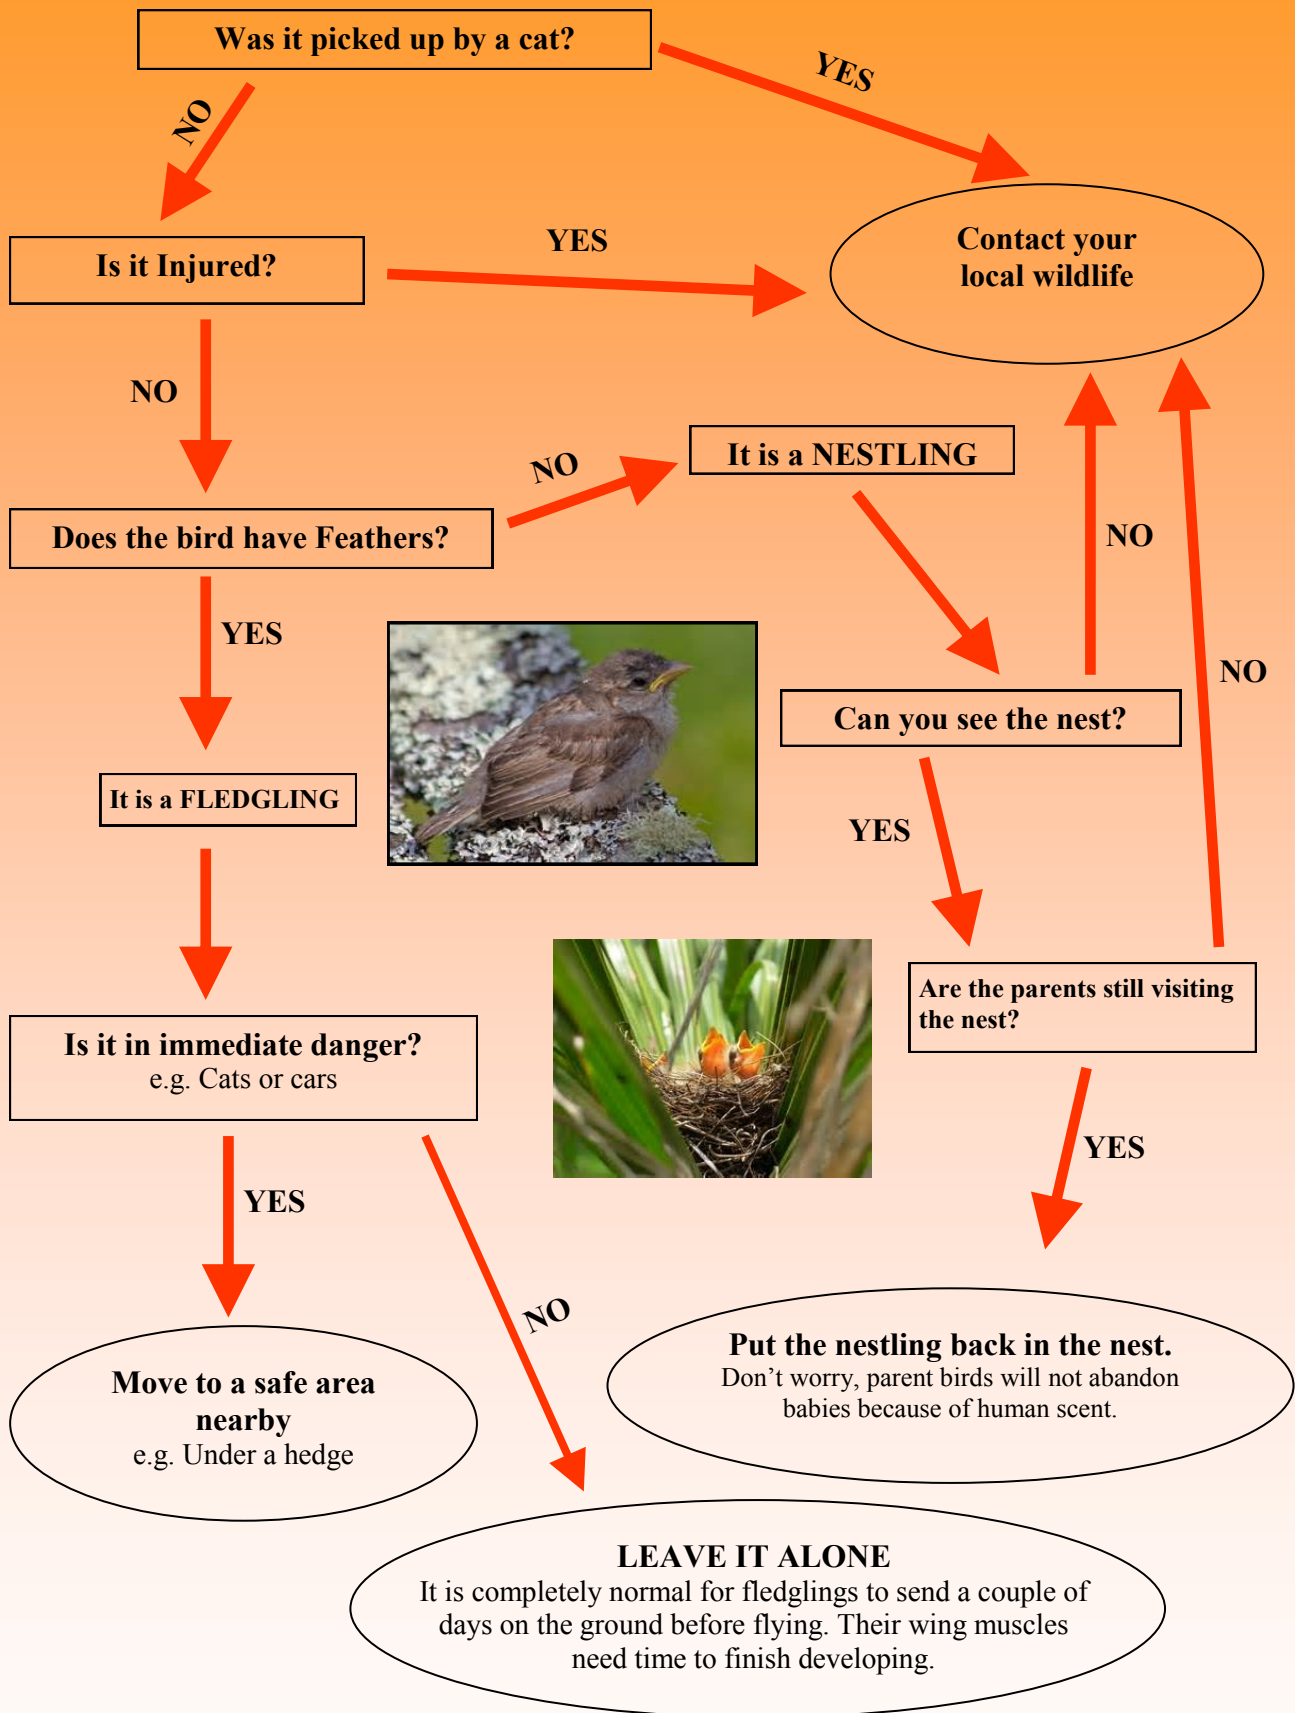 Was it picked up by a cat?
YES
NO
Contact your
local wildlife
YES
Is it Injured?
NO
It is a NESTLING
NO
Does the bird have Feathers?
NO
YES
NO
Can you see the nest?
It is a FLEDGLING
YES
Are the parents still visiting
the nest?
Is it in immediate danger?
e.g. Cats or cars
YES
YES
NO
Put the nestling back in the nest.
Don’t worry, parent birds will not abandon
babies because of human scent.
Move to a safe area
nearby
e.g. Under a hedge
LEAVE IT ALONE
It is completely normal for fledglings to send a couple of
days on the ground before flying. Their wing muscles
need time to finish developing.